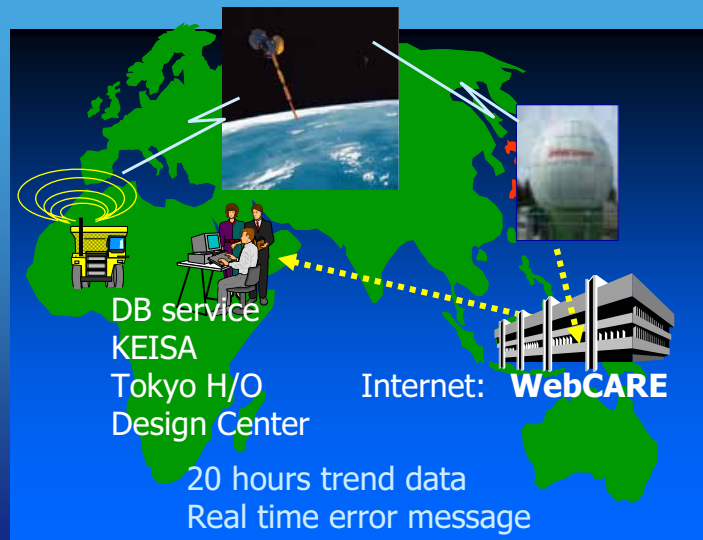 DB service
KEISA
Tokyo H/O
Design Center
Internet: WebCARE
20 hours trend data
Real time error message